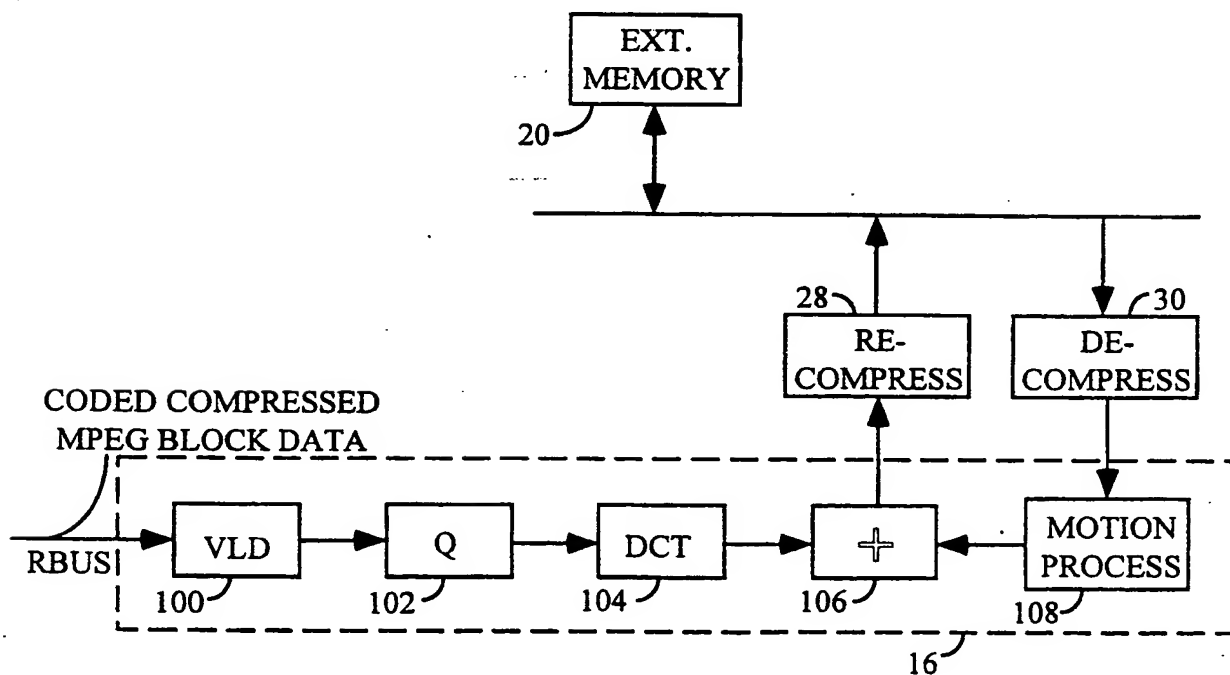 EXT.
MEMORY
20
28
30
RE-
COMPRESS
DE-
COMPRESS
CODED COMPRESSED
MPEG BLOCK DATA
RBUS
VLD
Q
DCT
+
MOTION
PROCESS
100
102
104
106
108
16